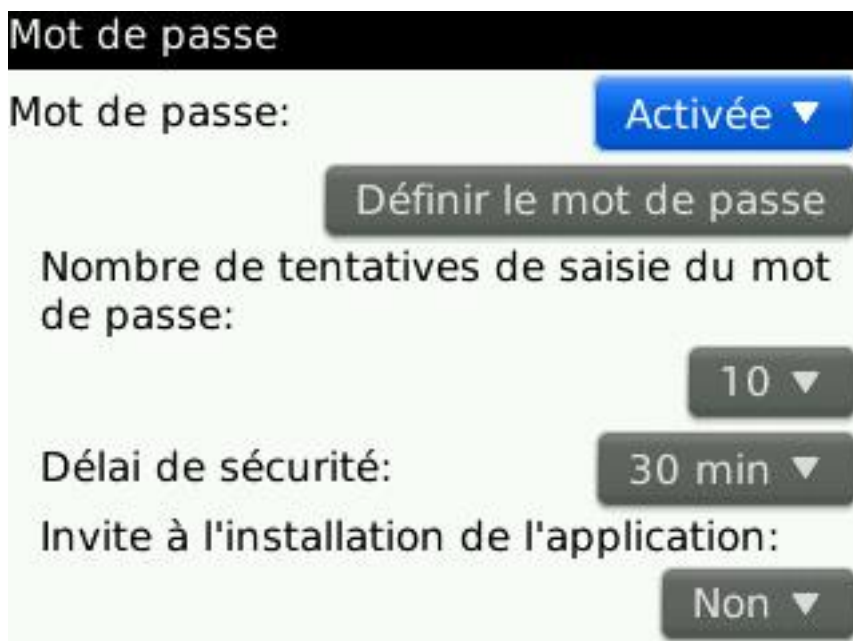 Mot de passe
Mot de passe:
Activée ▼
Définir le mot de passe
Nombre de tentatives de saisie du mot
de passe:
10 ▼
Délai de sécurité:
30 min ▼
Invite à l'installation de l'application:
Non ▼